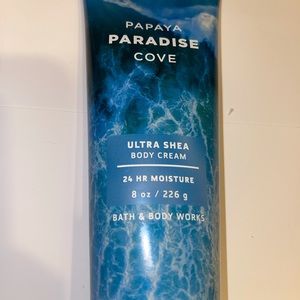 PAPAYA
PARADISE
COVE
ULTRA SHEA
BODY CREAM
24 HR MOISTURE
8 oz / 226 g
BATH & BODY WORKS